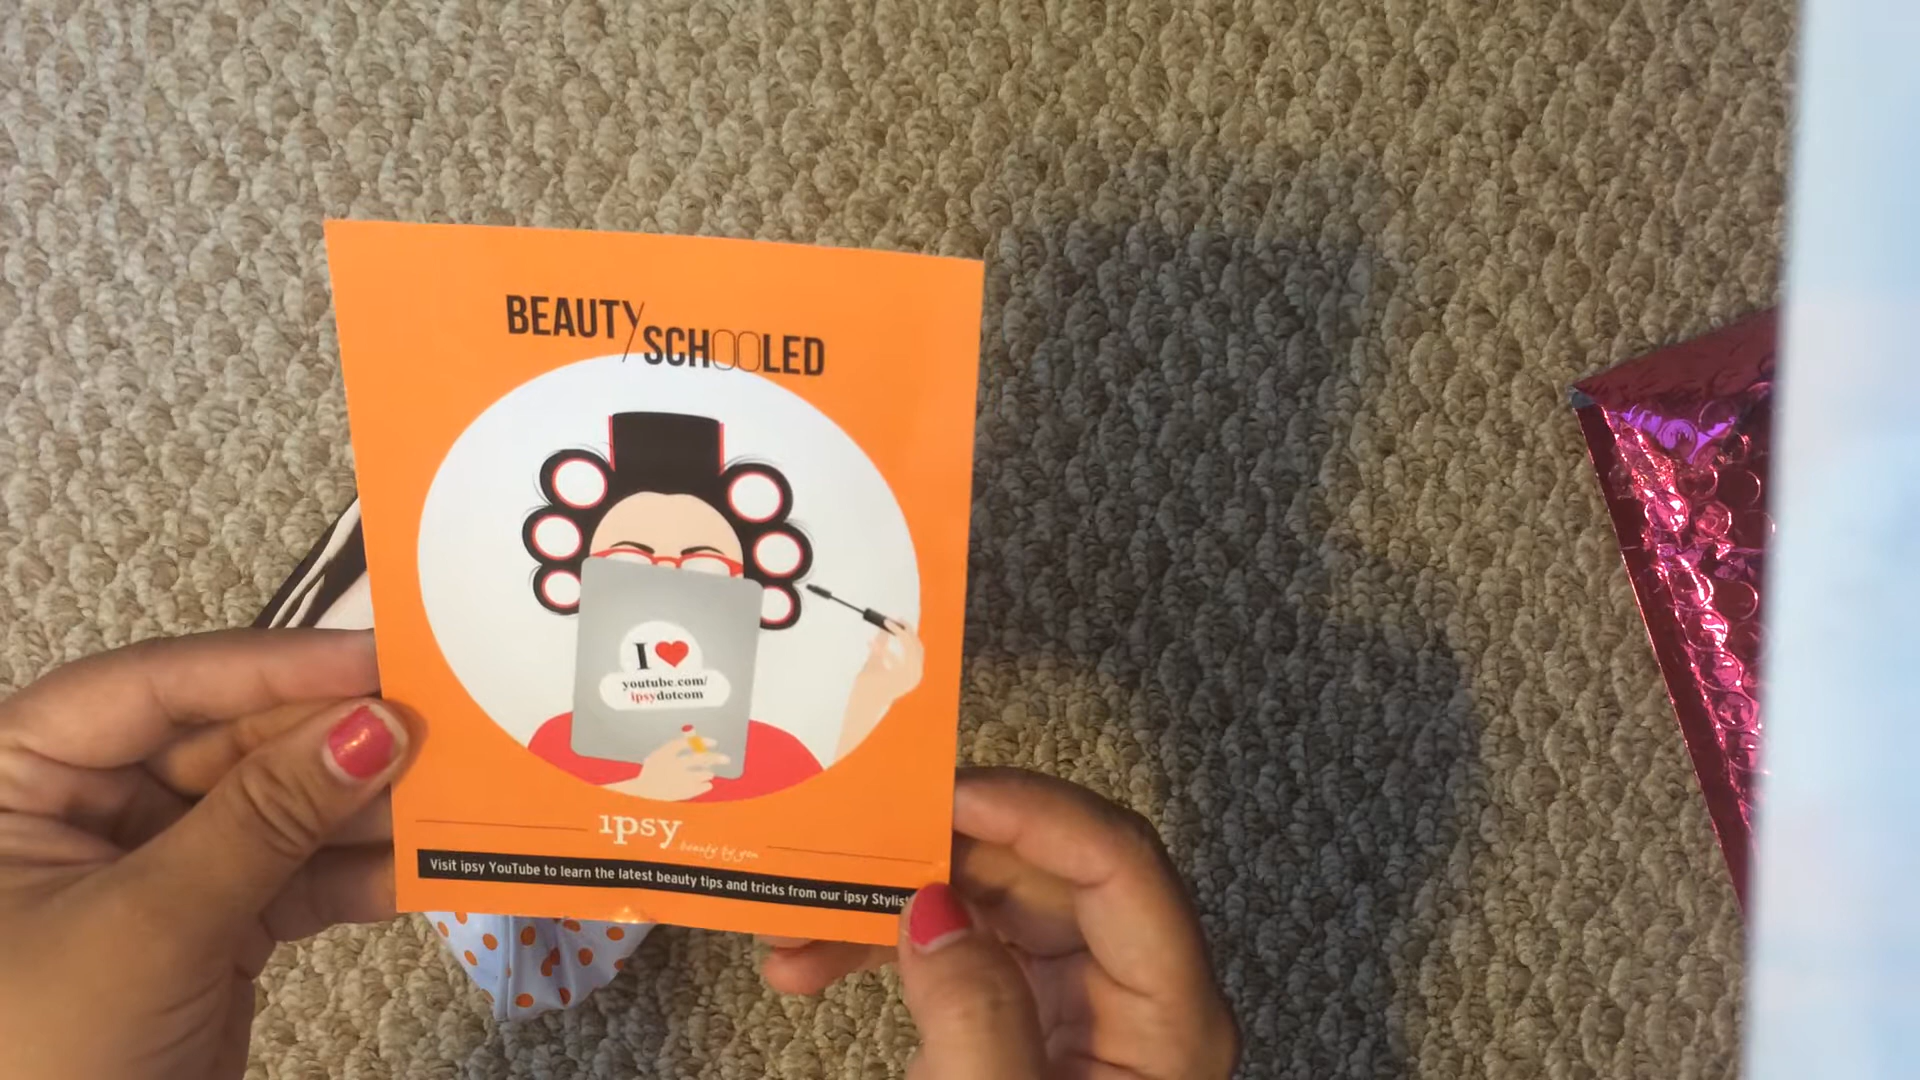 BEAUTY
SCHOOLED
I ❤
youtube.com/
ipsydotcom
ipsy
beauty by you
Visit ipsy YouTube to learn the latest beauty tips and tricks from our ipsy